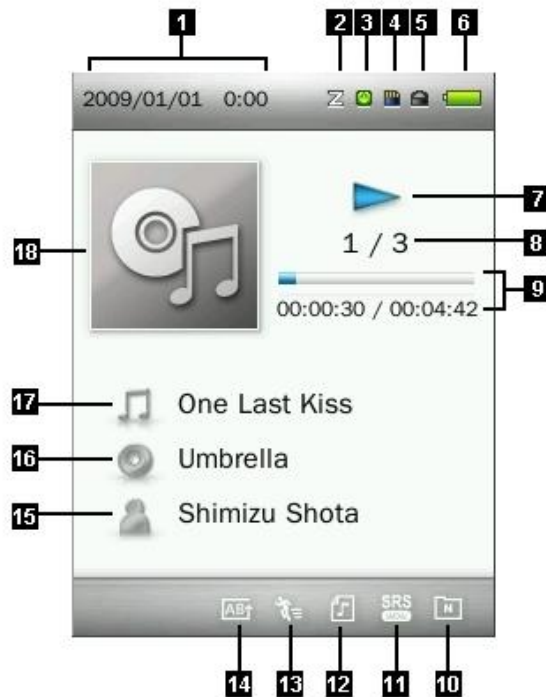 1 2 3 4 5 6
2009/01/01 0:00
7
1 / 3 8
18
9
00:00:30 / 00:04:42
17 One Last Kiss
16 Umbrella
15 Shimizu Shota
AB SRS WOW N
14 13 12 11 10